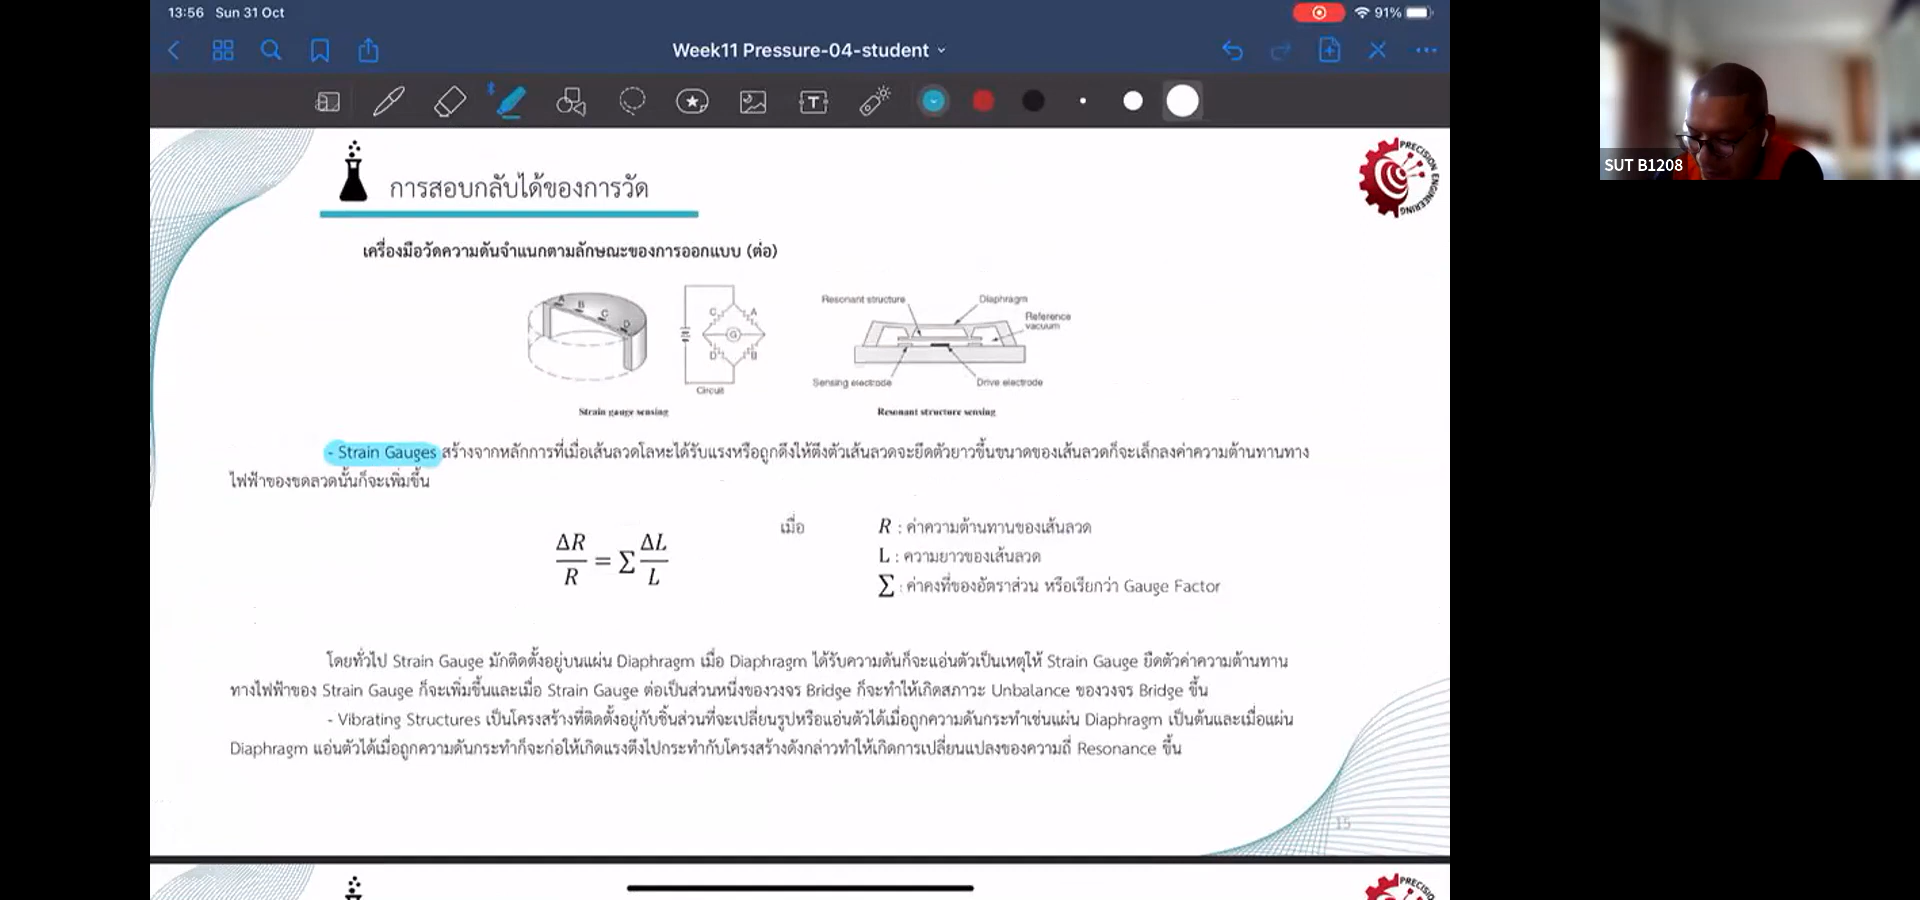 13:56 Sun 31 Oct
91%
Week11 Pressure-04-student
T
SUT B1208
PRECISION ENGINEERING
การสอบกลับได้ของการวัด
เครื่องมือวัดความดันจำแนกตามลักษณะของการออกแบบ (ต่อ)
A
B
C
D
C A
G
D B
Circuit
Strain gauge sensing
Resonant structure
Diaphragm
Reference
vacuum
Sensing electrode
Drive electrode
Resonant structure sensing
- Strain Gauges สร้างจากหลักการที่เมื่อเส้นลวดโลหะได้รับแรงหรือถูกดึงให้ตึงตัวเส้นลวดจะยืดตัวยาวขึ้นขนาดของเส้นลวดก็จะเล็กลงค่าความต้านทานทาง
ไฟฟ้าของขดลวดนั้นก็จะเพิ่มขึ้น
ΔR/R = ∑ ΔL/L
เมื่อ
R : ค่าความต้านทานของเส้นลวด
L : ความยาวของเส้นลวด
∑ : ค่าคงที่ของอัตราส่วน หรือเรียกว่า Gauge Factor
โดยทั่วไป Strain Gauge มักติดตั้งอยู่บนแผ่น Diaphragm เมื่อ Diaphragm ได้รับความดันก็จะแอ่นตัวเป็นเหตุให้ Strain Gauge ยืดตัวค่าความต้านทาน
ทางไฟฟ้าของ Strain Gauge ก็จะเพิ่มขึ้นและเมื่อ Strain Gauge ต่อเป็นส่วนหนึ่งของวงจร Bridge ก็จะทำให้เกิดสภาวะ Unbalance ของวงจร Bridge ขึ้น
- Vibrating Structures เป็นโครงสร้างที่ติดตั้งอยู่กับชิ้นส่วนที่จะเปลี่ยนรูปหรือแอ่นตัวได้เมื่อถูกความดันกระทำเช่นแผ่น Diaphragm เป็นต้นและเมื่อแผ่น
Diaphragm แอ่นตัวได้เมื่อถูกความดันกระทำก็จะก่อให้เกิดแรงตึงไปกระทำกับโครงสร้างดังกล่าวทำให้เกิดการเปลี่ยนแปลงของความถี่ Resonance ขึ้น
15